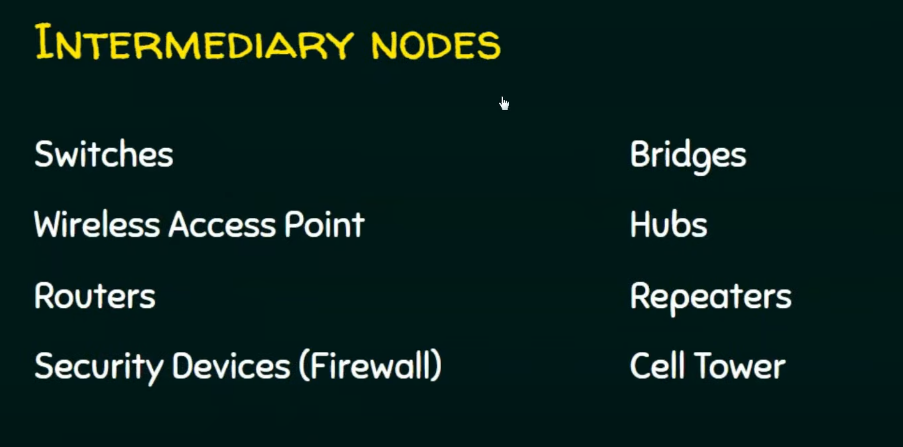 INTERMEDIARY NODES
Switches
Wireless Access Point
Routers
Security Devices (Firewall)
Bridges
Hubs
Repeaters
Cell Tower